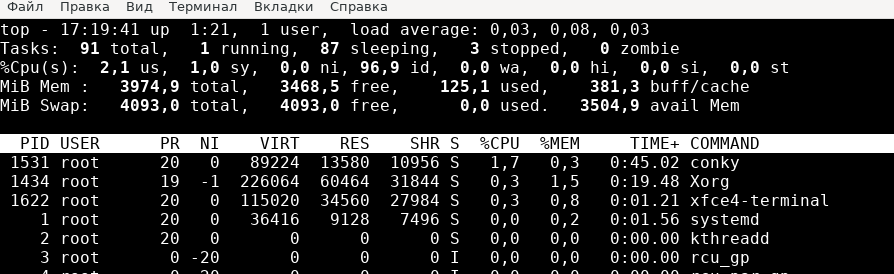 Файл Правка Вид Терминал Вкладки Справка
top - 17:19:41 up  1:21,  1 user,  load average: 0,03, 0,08, 0,03
Tasks:  91 total,   1 running,  87 sleeping,   3 stopped,   0 zombie
%Cpu(s):  2,1 us,  1,0 sy,  0,0 ni, 96,9 id,  0,0 wa,  0,0 hi,  0,0 si,  0,0 st
MiB Mem :   3974,9 total,   3468,5 free,    125,1 used,    381,3 buff/cache
MiB Swap:   4093,0 total,   4093,0 free,      0,0 used.   3504,9 avail Mem
PID USER      PR  NI    VIRT    RES    SHR S  %CPU  %MEM     TIME+ COMMAND
1531 root      20   0   89224  13580  10956 S   1,7   0,3   0:45.02 conky
1434 root      19  -1  226064  60464  31844 S   0,3   1,5   0:19.48 Xorg
1622 root      20   0  115020  34560  27984 S   0,3   0,8   0:01.21 xfce4-terminal
1 root      20   0   36416   9128   7496 S   0,0   0,2   0:01.56 systemd
2 root      20   0       0      0      0 S   0,0   0,0   0:00.00 kthreadd
3 root       0 -20       0      0      0 I   0,0   0,0   0:00.00 rcu_gp